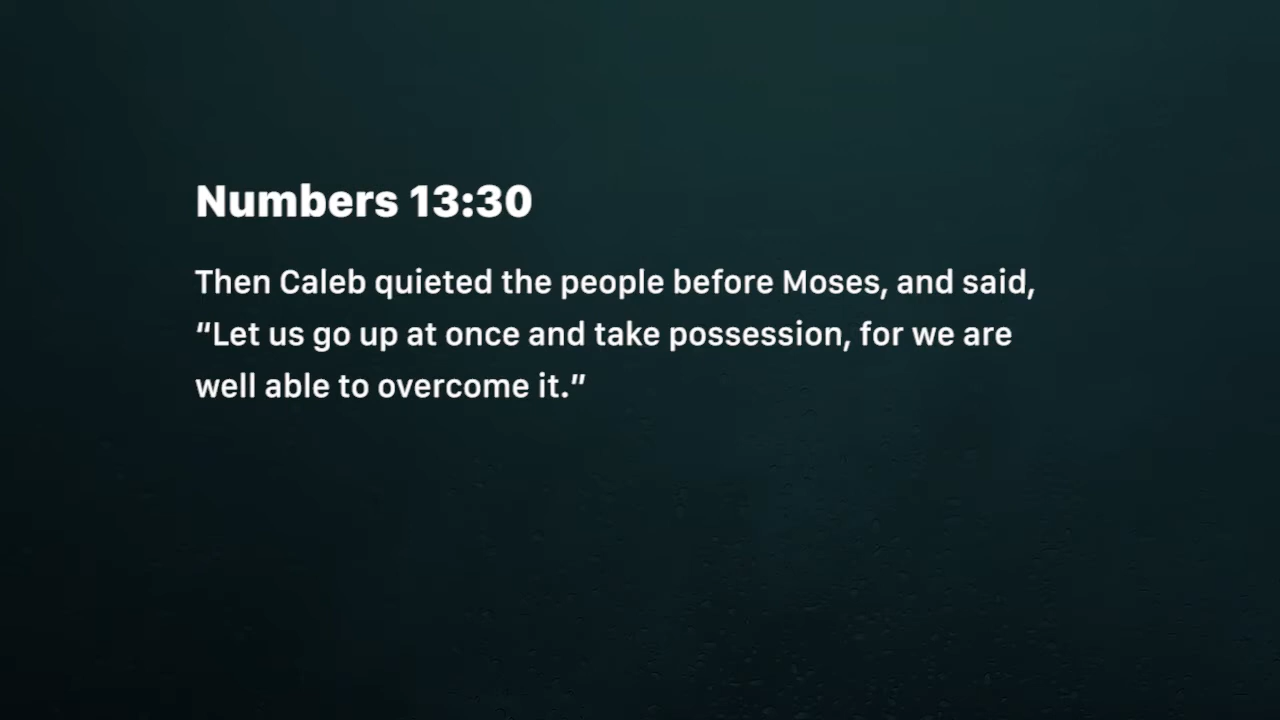 Numbers 13:30
Then Caleb quieted the people before Moses, and said,
“Let us go up at once and take possession, for we are
well able to overcome it.”